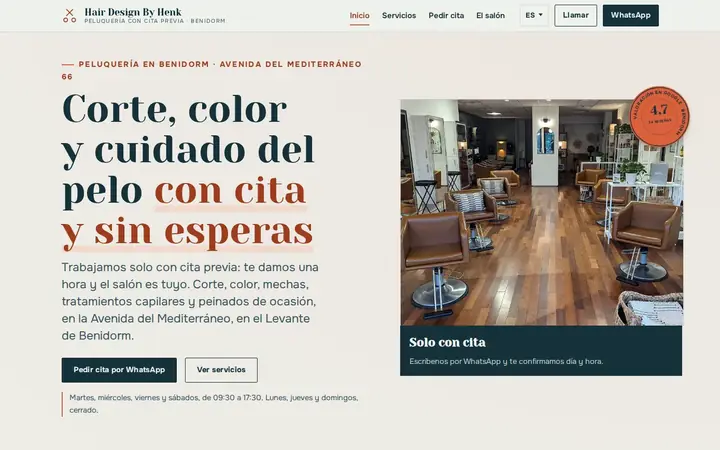 Hair Design By Henk
PELUQUERÍA CON CITA PREVIA · BENIDORM
Inicio
Servicios
Pedir cita
El salón
ES
Llamar
WhatsApp
PELUQUERÍA EN BENIDORM · AVENIDA DEL MEDITERRÁNEO
66
Corte, color
y cuidado del
pelo con cita
y sin esperas
Trabajamos solo con cita previa: te damos una
hora y el salón es tuyo. Corte, color, mechas,
tratamientos capilares y peinados de ocasión,
en la Avenida del Mediterráneo, en el Levante
de Benidorm.
Pedir cita por WhatsApp
Ver servicios
Martes, miércoles, viernes y sábados, de 09:30 a 17:30. Lunes, jueves y domingos,
cerrado.
VALORACIÓN EN GOOGLE · BENIDORM
4,7
Solo con cita
Escríbenos por WhatsApp y te confirmamos día y hora.